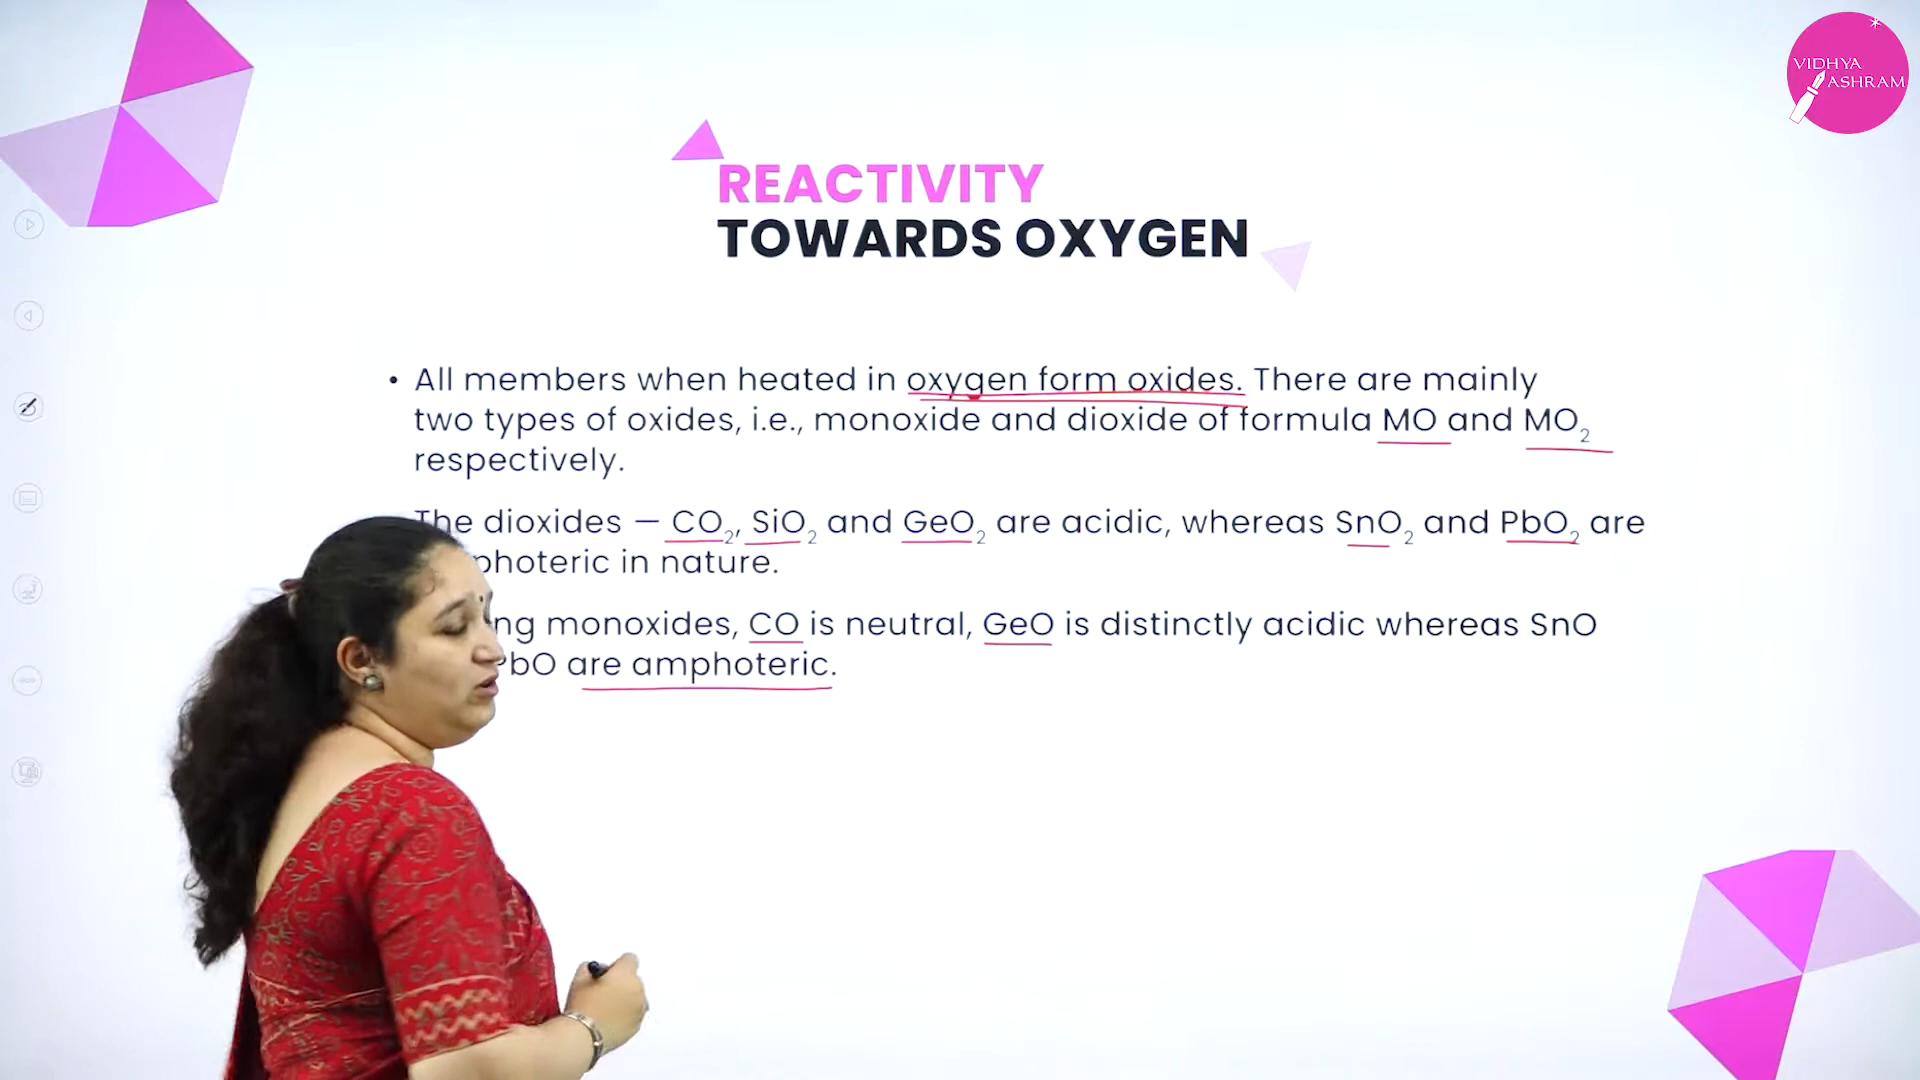 VIDHYA
ASHRAM
REACTIVITY
TOWARDS OXYGEN
• All members when heated in oxygen form oxides. There are mainly
two types of oxides, i.e., monoxide and dioxide of formula MO and MO₂
respectively.
The dioxides — CO₂, SiO₂ and GeO₂ are acidic, whereas SnO₂ and PbO₂ are
photeric in nature.
ng monoxides, CO is neutral, GeO is distinctly acidic whereas SnO
PbO are amphoteric.